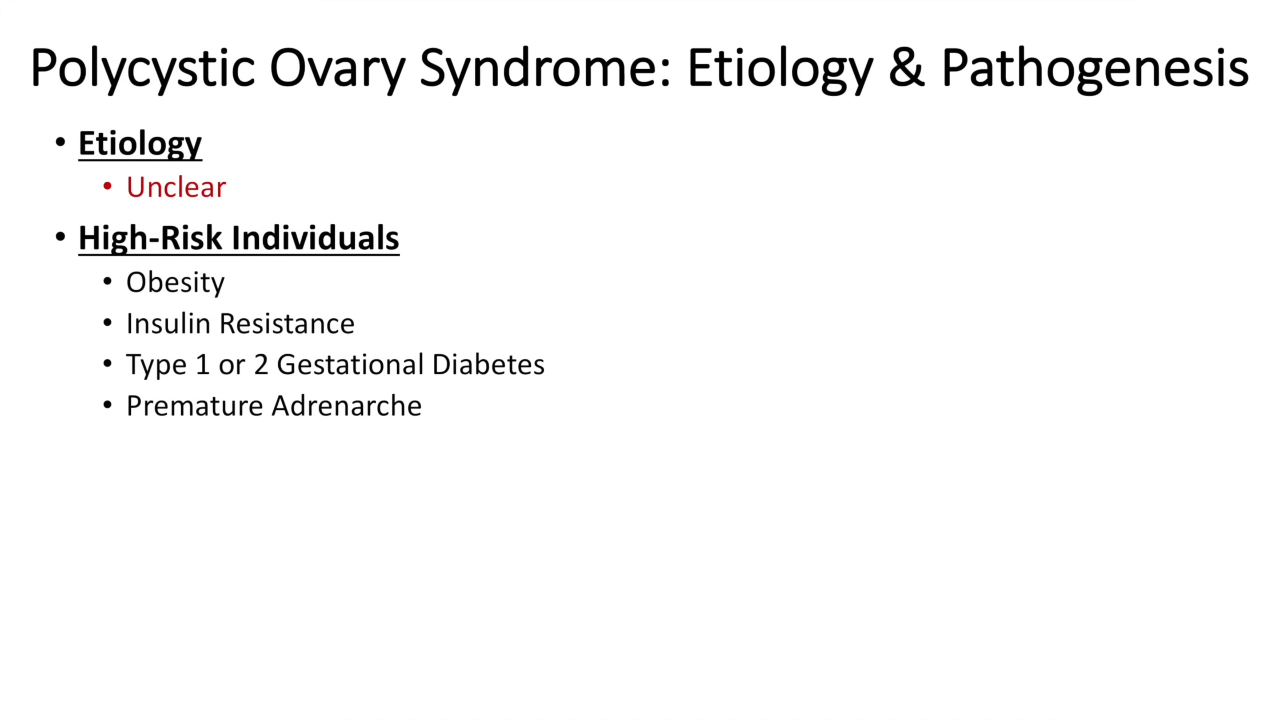 Polycystic Ovary Syndrome: Etiology & Pathogenesis
• Etiology
• Unclear
• High-Risk Individuals
• Obesity
• Insulin Resistance
• Type 1 or 2 Gestational Diabetes
• Premature Adrenarche